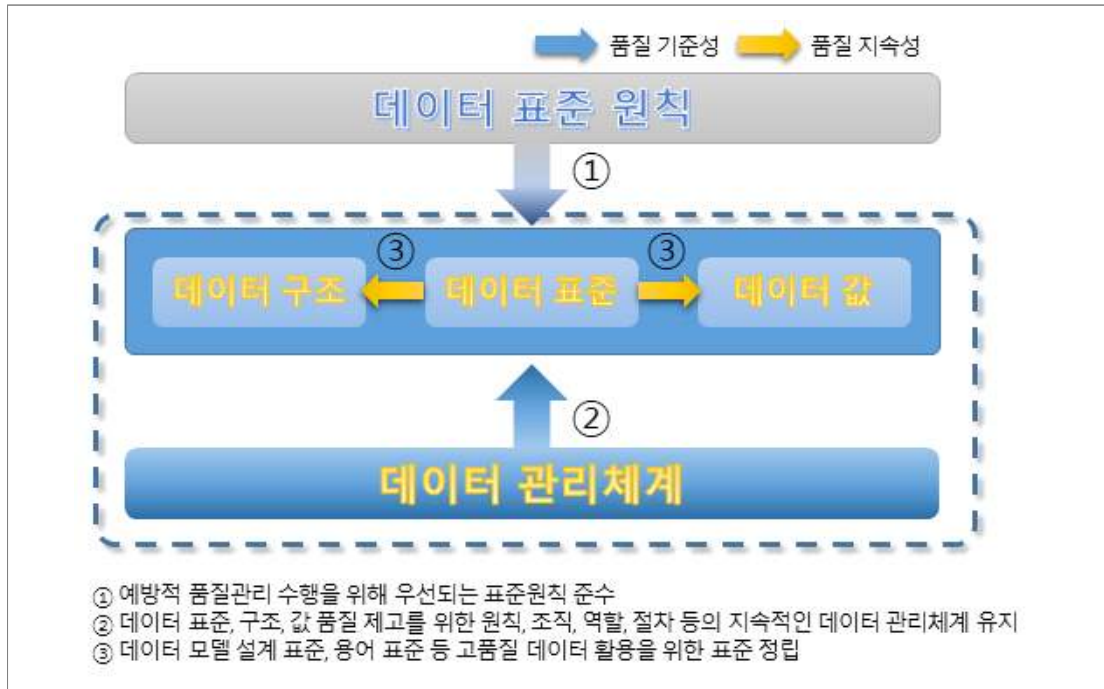 품질 기준성 품질 지속성
데이터 표준 원칙
①
③ ③
데이터 구조 데이터 표준 데이터 값
②
데이터 관리체계
① 예방적 품질관리 수행을 위해 우선되는 표준원칙 준수
② 데이터 표준, 구조, 값 품질 제고를 위한 원칙, 조직, 역할, 절차 등의 지속적인 데이터 관리체계 유지
③ 데이터 모델 설계 표준, 용어 표준 등 고품질 데이터 활용을 위한 표준 정립